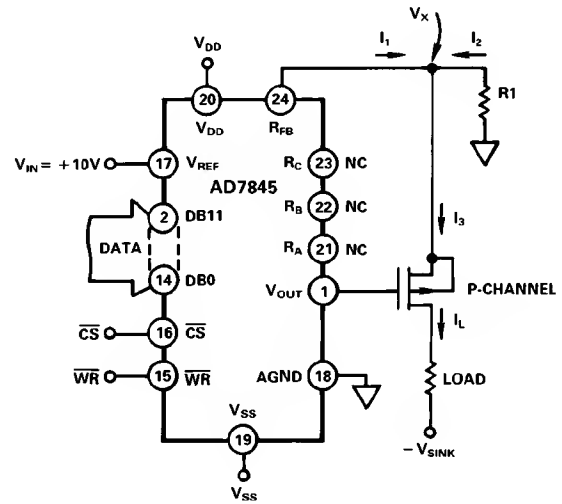 V_X
I_1
I_2
V_DD
R1
20
24
V_DD
R_FB
V_IN = +10V
17
V_REF
R_C
23
NC
AD7845
2
DB11
R_B
22
NC
DATA
R_A
21
NC
I_3
14
DB0
V_OUT
1
P-CHANNEL
CS
16
CS
I_L
WR
15
WR
AGND
18
LOAD
V_SS
19
−V_SINK
V_SS